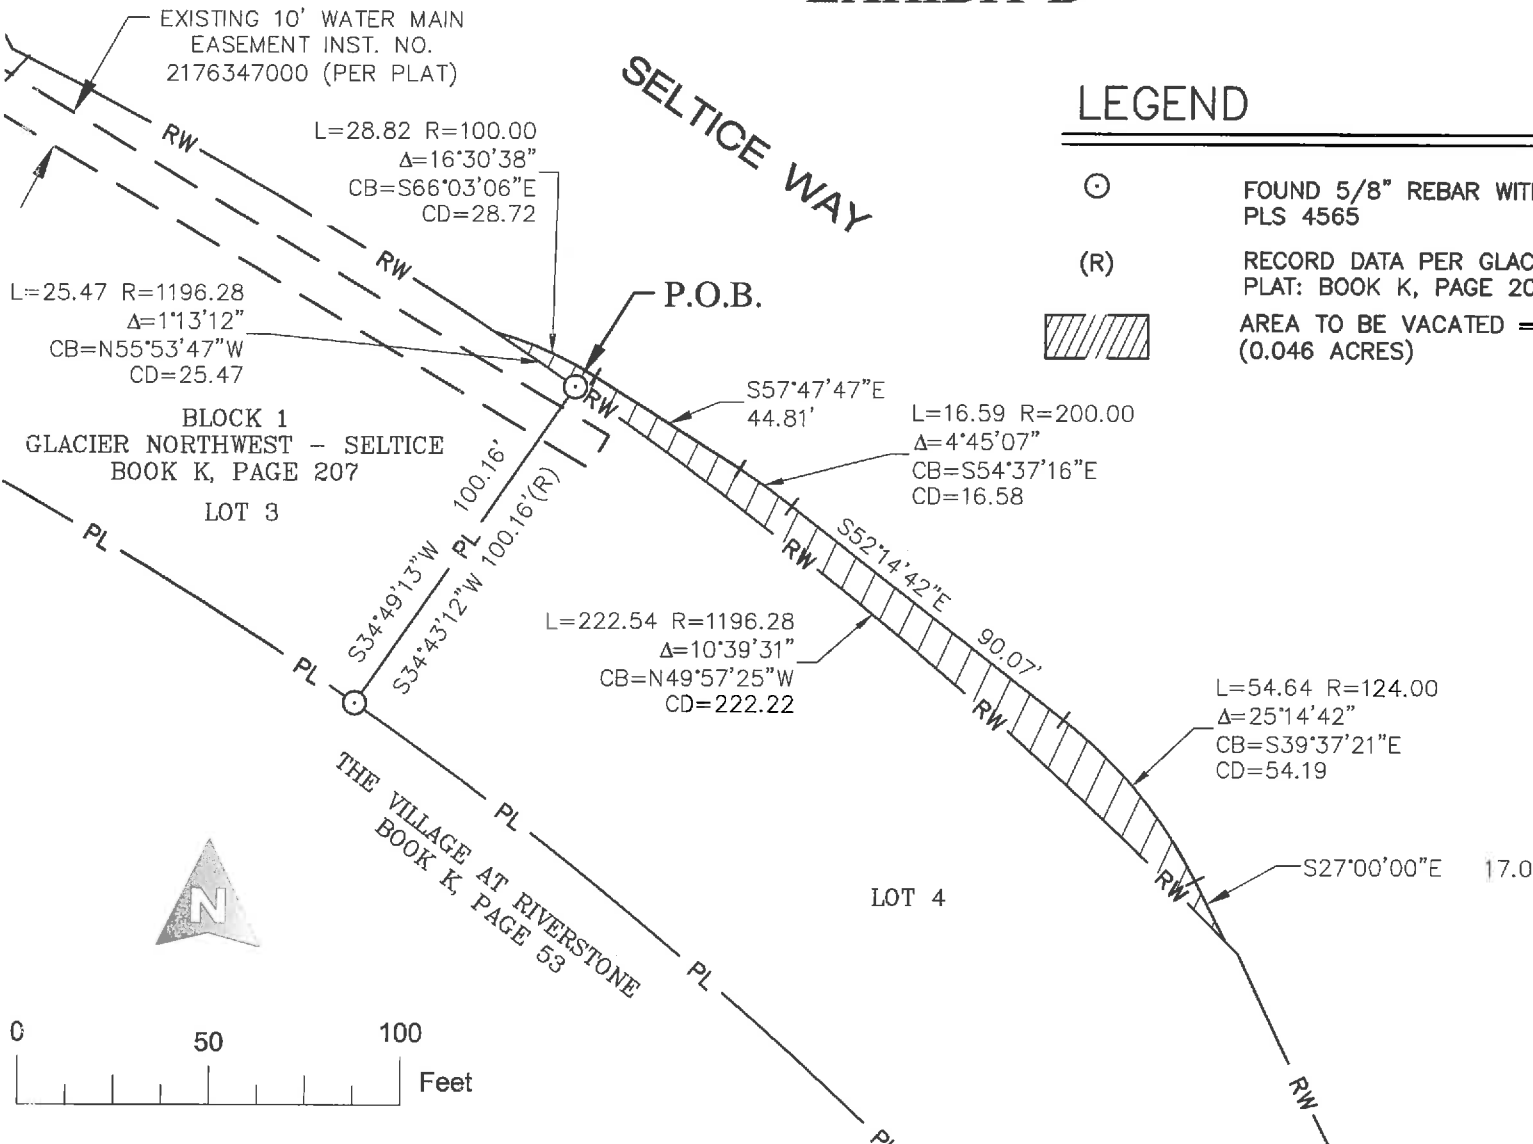 EXISTING 10' WATER MAIN
EASEMENT INST. NO.
2176347000 (PER PLAT)
SELTICE WAY
LEGEND
FOUND 5/8" REBAR WITH
PLS 4565
(R)
RECORD DATA PER GLAC
PLAT: BOOK K, PAGE 20
AREA TO BE VACATED =
(0.046 ACRES)
RW
L=28.82 R=100.00
Δ=16°30'38"
CB=S66°03'06"E
CD=28.72
RW
L=25.47 R=1196.28
Δ=1°13'12"
CB=N55°53'47"W
CD=25.47
P.O.B.
RW
S57°47'47"E
44.81'
L=16.59 R=200.00
Δ=4°45'07"
CB=S54°37'16"E
CD=16.58
BLOCK 1
GLACIER NORTHWEST – SELTICE
BOOK K, PAGE 207
LOT 3
PL
S34°49'13"W 100.16'
PL
S34°43'12"W 100.16'(R)
RW
S52°14'42"E
90.07'
L=222.54 R=1196.28
Δ=10°39'31"
CB=N49°57'25"W
CD=222.22
PL
RW
L=54.64 R=124.00
Δ=25°14'42"
CB=S39°37'21"E
CD=54.19
THE VILLAGE AT RIVERSTONE
BOOK K, PAGE 53
PL
RW
S27°00'00"E 17.0
LOT 4
N
PL
0 50 100
Feet
RW
PL